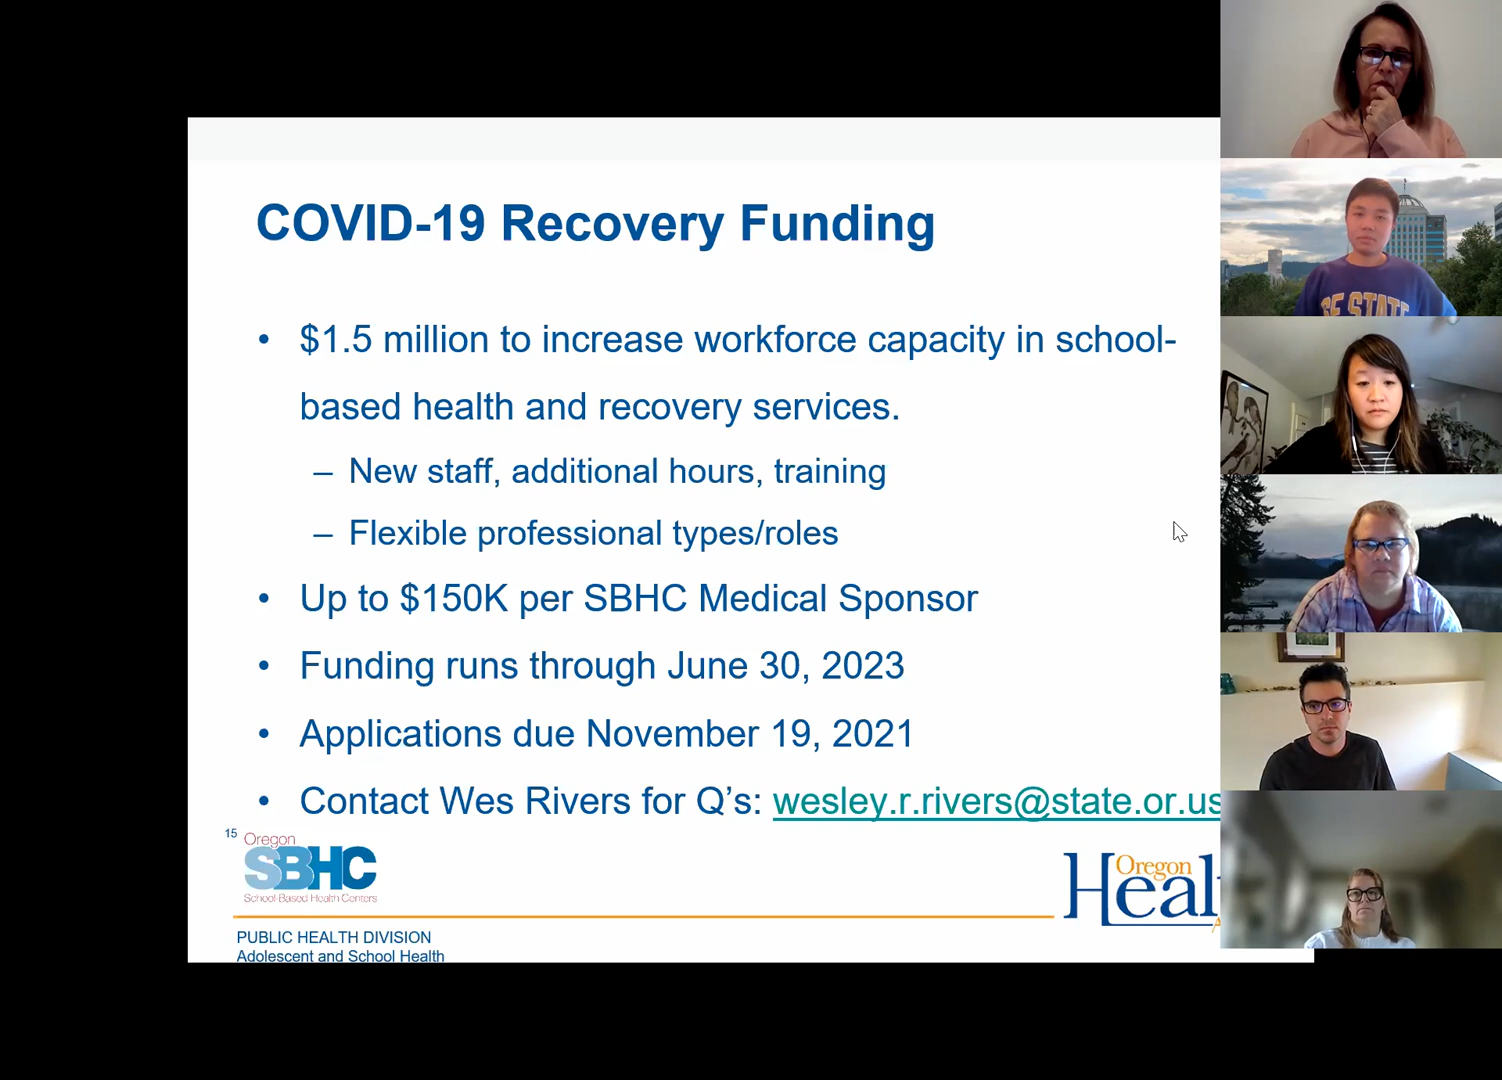 COVID-19 Recovery Funding
• $1.5 million to increase workforce capacity in school-
based health and recovery services.
– New staff, additional hours, training
– Flexible professional types/roles
• Up to $150K per SBHC Medical Sponsor
• Funding runs through June 30, 2023
• Applications due November 19, 2021
• Contact Wes Rivers for Q’s: wesley.r.rivers@state.or.us
15
Oregon
SBHC
School-Based Health Centers
PUBLIC HEALTH DIVISION
Adolescent and School Health
Oregon
Heal
STATE